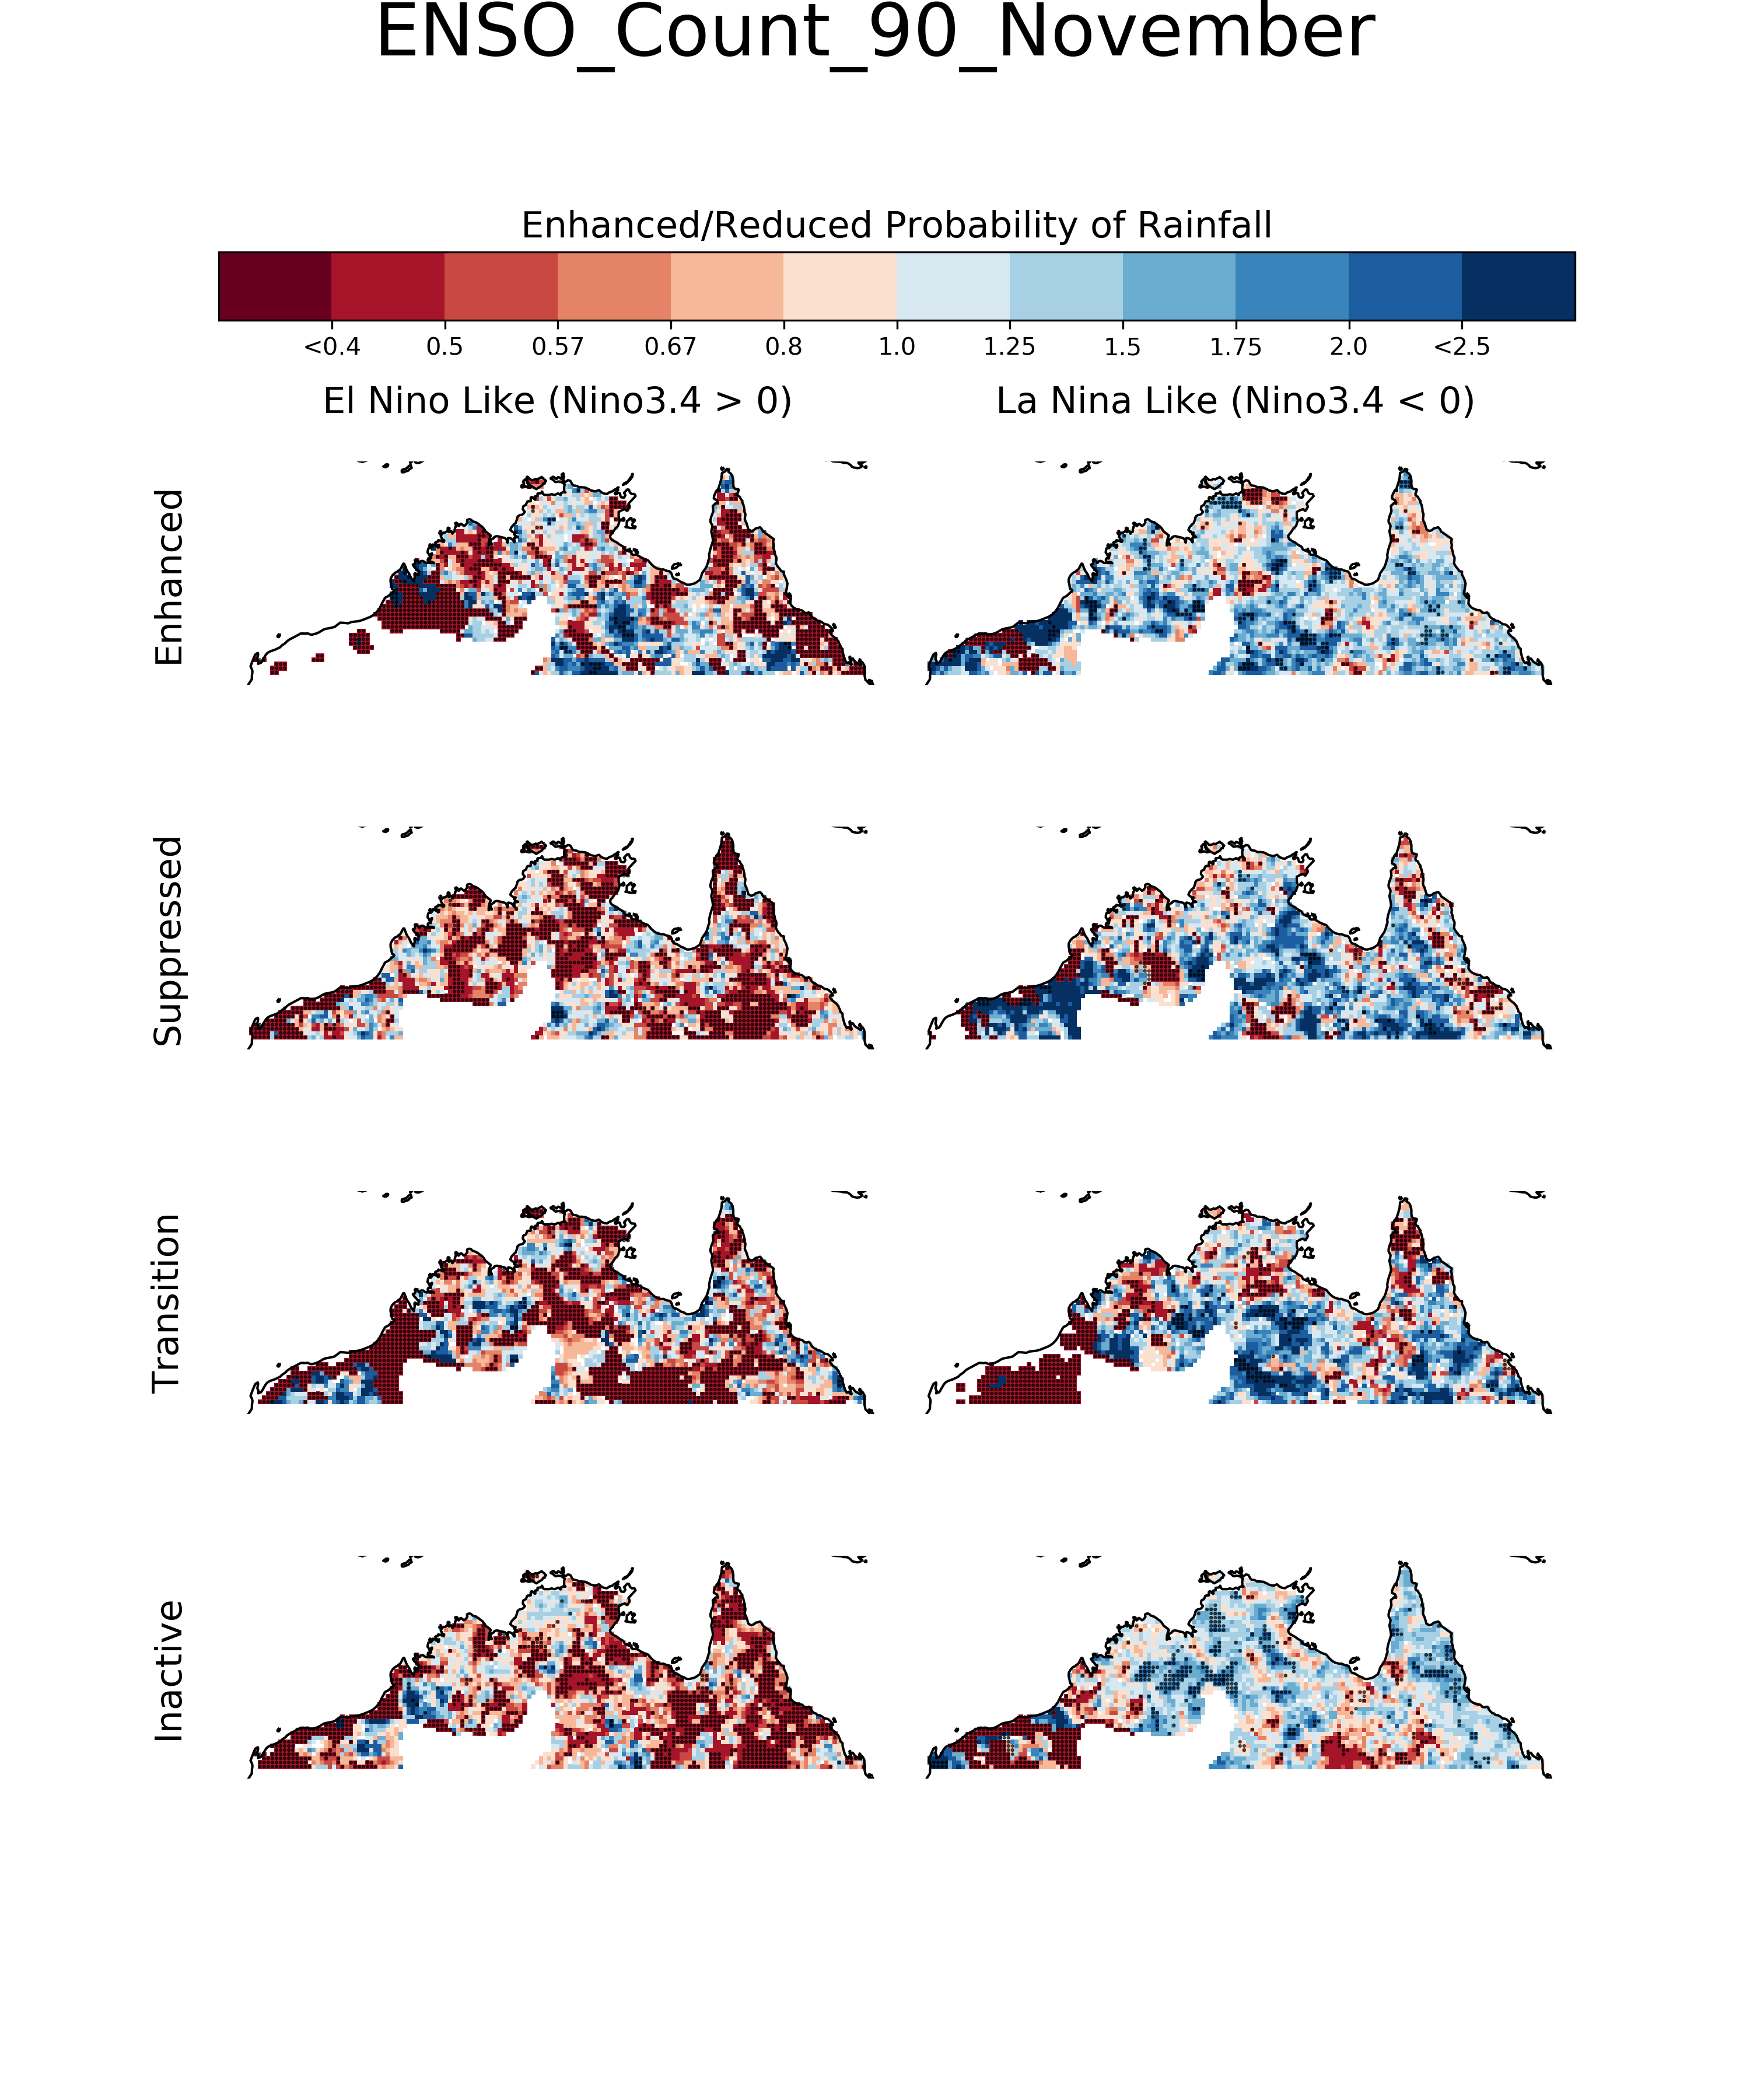 ENSO_Count_90_November
Enhanced/Reduced Probability of Rainfall
<0.4 0.5 0.57 0.67 0.8 1.0 1.25 1.5 1.75 2.0 <2.5
El Nino Like (Nino3.4 > 0) La Nina Like (Nino3.4 < 0)
Enhanced
Suppressed
Transition
Inactive